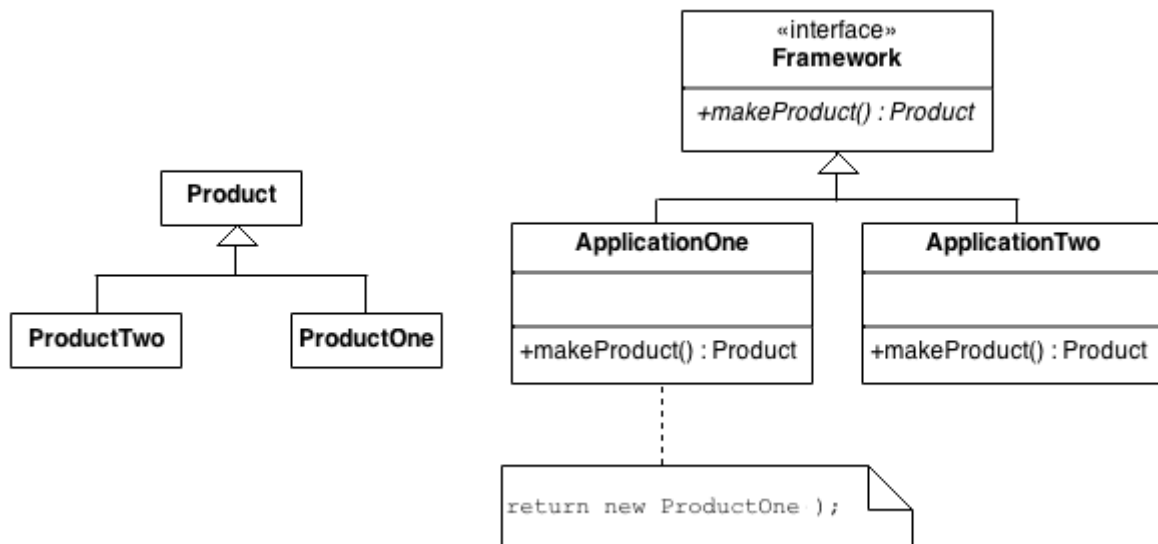 «interface»
Framework
+makeProduct() : Product
Product
ApplicationOne
ApplicationTwo
ProductTwo
ProductOne
+makeProduct() : Product
+makeProduct() : Product
return new ProductOne );